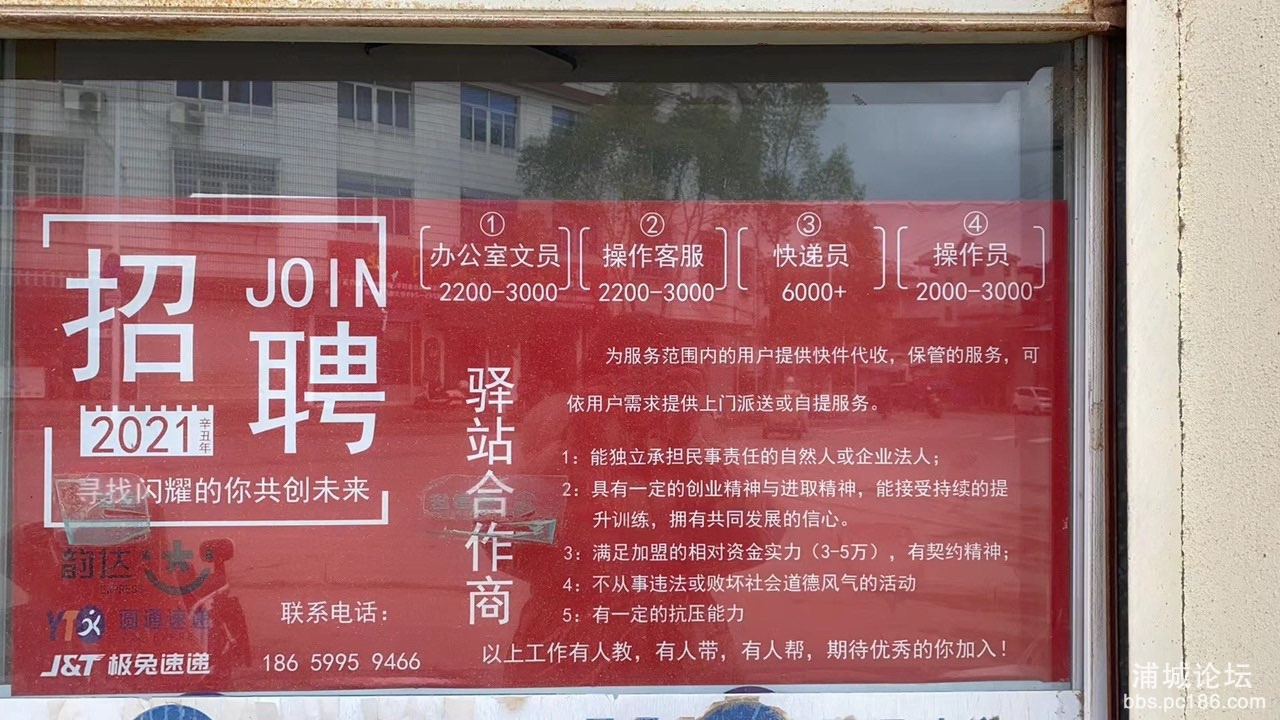 招聘
JOIN
2021
辛丑年
寻找闪耀的你共创未来
韵达
EXPRESS
YTO 圆通速递
J&T 极兔速递
联系电话：
186 5995 9466
①
办公室文员
2200-3000
②
操作客服
2200-3000
③
快递员
6000+
④
操作员
2000-3000
驿站合作商
为服务范围内的用户提供快件代收，保管的服务，可
依用户需求提供上门派送或自提服务。
1：能独立承担民事责任的自然人或企业法人；
2：具有一定的创业精神与进取精神，能接受持续的提
升训练，拥有共同发展的信心。
3：满足加盟的相对资金实力（3-5万），有契约精神；
4：不从事违法或败坏社会道德风气的活动
5：有一定的抗压能力
以上工作有人教，有人带，有人帮，期待优秀的你加入！
浦城论坛
bbs.pc186.com